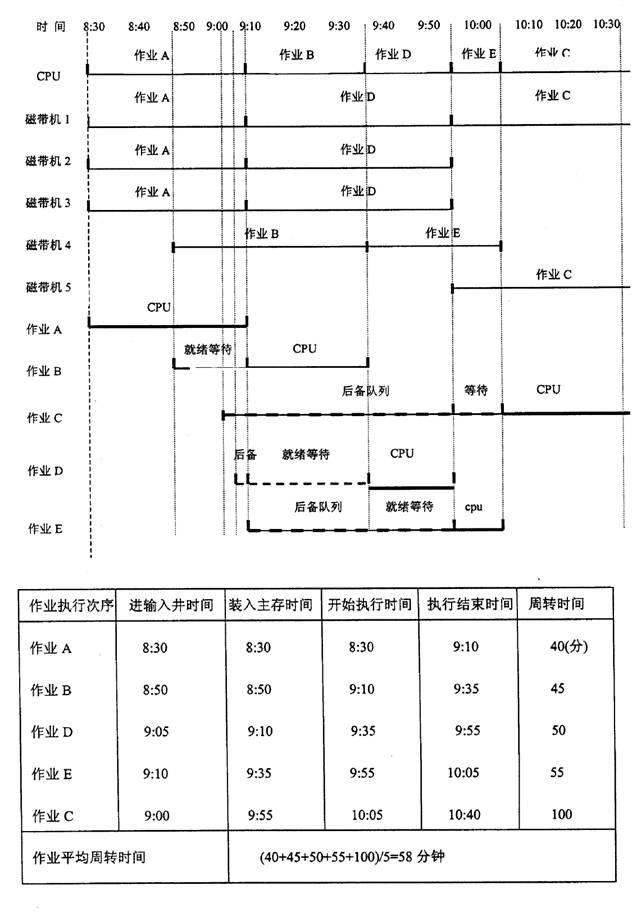 时 间 8:30 8:40 8:50 9:00 9:10 9:20 9:30 9:40 9:50 10:00 10:10 10:20 10:30
作业 A 作业 B 作业 D 作业 E 作业 C
CPU
作业 A 作业 D 作业 C
磁带机 1
作业 A 作业 D
磁带机 2
作业 A 作业 D
磁带机 3
作业 B 作业 E
磁带机 4
作业 C
磁带机 5
CPU
作业 A
就绪等待 CPU
作业 B
后备队列 等待 CPU
作业 C
后备 就绪等待 CPU
作业 D
后备队列 就绪等待 cpu
作业 E
作业执行次序 进输入井时间 装入主存时间 开始执行时间 执行结束时间 周转时间
作业 A 8:30 8:30 8:30 9:10 40(分)
作业 B 8:50 8:50 9:10 9:35 45
作业 D 9:05 9:10 9:35 9:55 50
作业 E 9:10 9:35 9:55 10:05 55
作业 C 9:00 9:55 10:05 10:40 100
作业平均周转时间 (40+45+50+55+100)/5=58 分钟